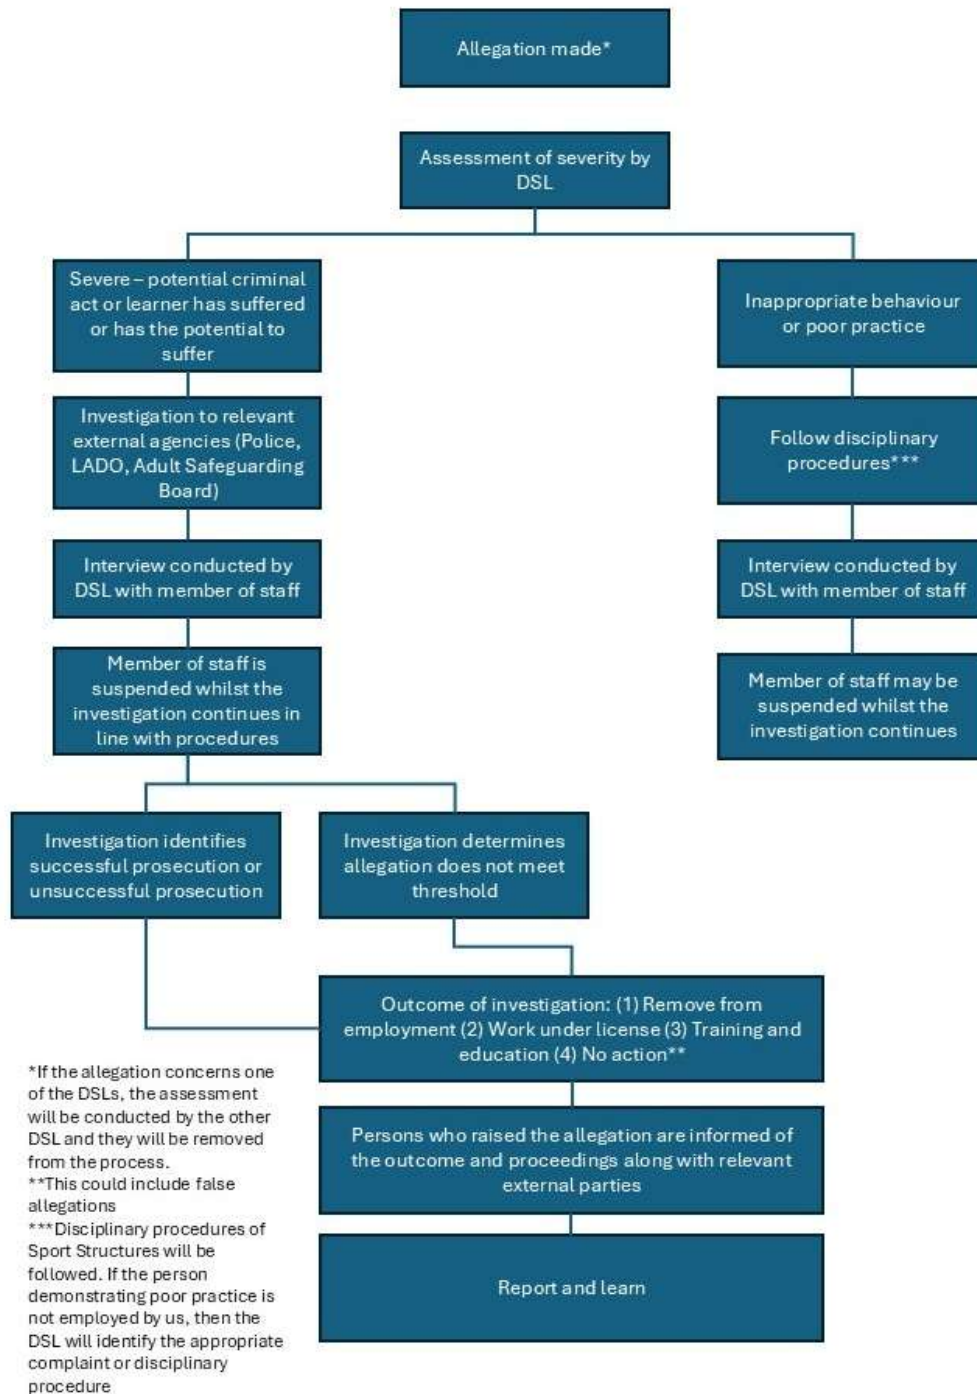 Allegation made*
Assessment of severity by
DSL
Severe – potential criminal
act or learner has suffered
or has the potential to
suffer
Inappropriate behaviour
or poor practice
Investigation to relevant
external agencies (Police,
LADO, Adult Safeguarding
Board)
Follow disciplinary
procedures***
Interview conducted by
DSL with member of staff
Interview conducted by
DSL with member of staff
Member of staff is
suspended whilst the
investigation continues in
line with procedures
Member of staff may be
suspended whilst the
investigation continues
Investigation identifies
successful prosecution or
unsuccessful prosecution
Investigation determines
allegation does not meet
threshold
Outcome of investigation: (1) Remove from
employment (2) Work under license (3) Training and
education (4) No action**
Persons who raised the allegation are informed of
the outcome and proceedings along with relevant
external parties
Report and learn
*If the allegation concerns one
of the DSLs, the assessment
will be conducted by the other
DSL and they will be removed
from the process.
**This could include false
allegations
***Disciplinary procedures of
Sport Structures will be
followed. If the person
demonstrating poor practice is
not employed by us, then the
DSL will identify the appropriate
complaint or disciplinary
procedure